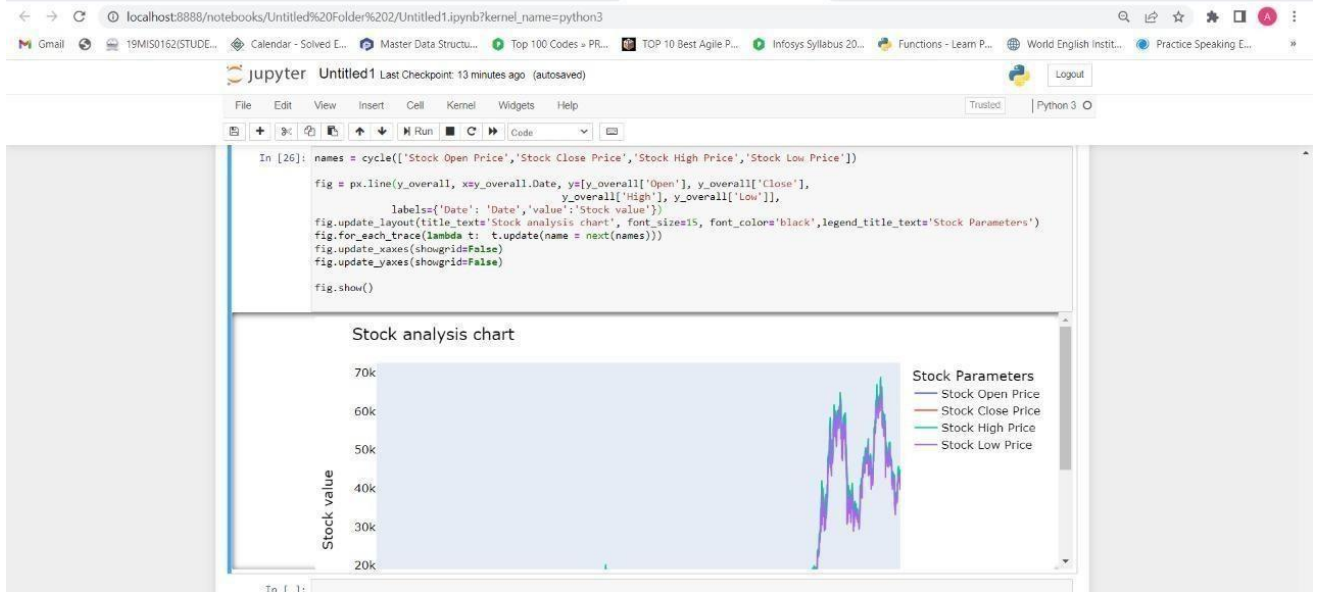 localhost:8888/notebooks/Untitled%20Folder%202/Untitled1.ipynb?kernel_name=python3
A
Gmail 19MIS0162(STUDE... Calendar - Solved E... Master Data Structu... Top 100 Codes » PR... TOP 10 Best Agile P... Infosys Syllabus 20... Functions - Learn P... World English Instit... Practice Speaking E... »
Jupyter Untitled1 Last Checkpoint: 13 minutes ago (autosaved) Logout
File Edit View Insert Cell Kernel Widgets Help Trusted Python 3
Run Code
In [26]: names = cycle(['Stock Open Price','Stock Close Price','Stock High Price','Stock Low Price'])
fig = px.line(y_overall, x=y_overall.Date, y=[y_overall['Open'], y_overall['Close'],
y_overall['High'], y_overall['Low']],
labels={'Date': 'Date','value':'Stock value'})
fig.update_layout(title_text='Stock analysis chart', font_size=15, font_color='black',legend_title_text='Stock Parameters')
fig.for_each_trace(lambda t: t.update(name = next(names)))
fig.update_xaxes(showgrid=False)
fig.update_yaxes(showgrid=False)
fig.show()
Stock analysis chart
70k
60k
50k
40k
30k
20k
Stock value
Stock Parameters
Stock Open Price
Stock Close Price
Stock High Price
Stock Low Price
In [ ]: